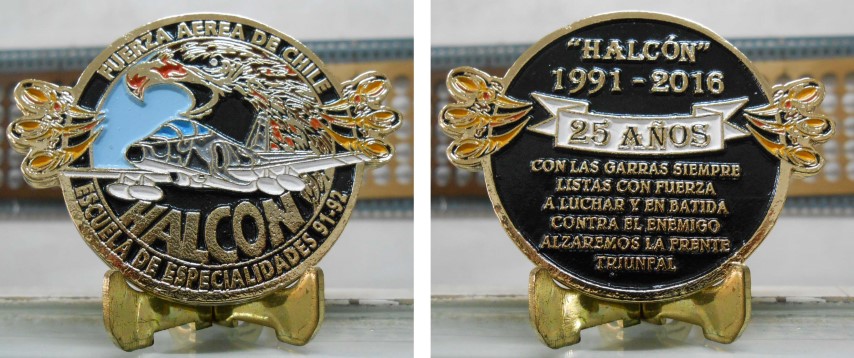 FUERZA AEREA DE CHILE
HALCON
ESCUELA DE ESPECIALIDADES 91-92
"HALCÓN"
1991 - 2016
25 AÑOS
CON LAS GARRAS SIEMPRE
LISTAS CON FUERZA
A LUCHAR Y EN BATIDA
CONTRA EL ENEMIGO
ALZAREMOS LA FRENTE
TRIUNFAL